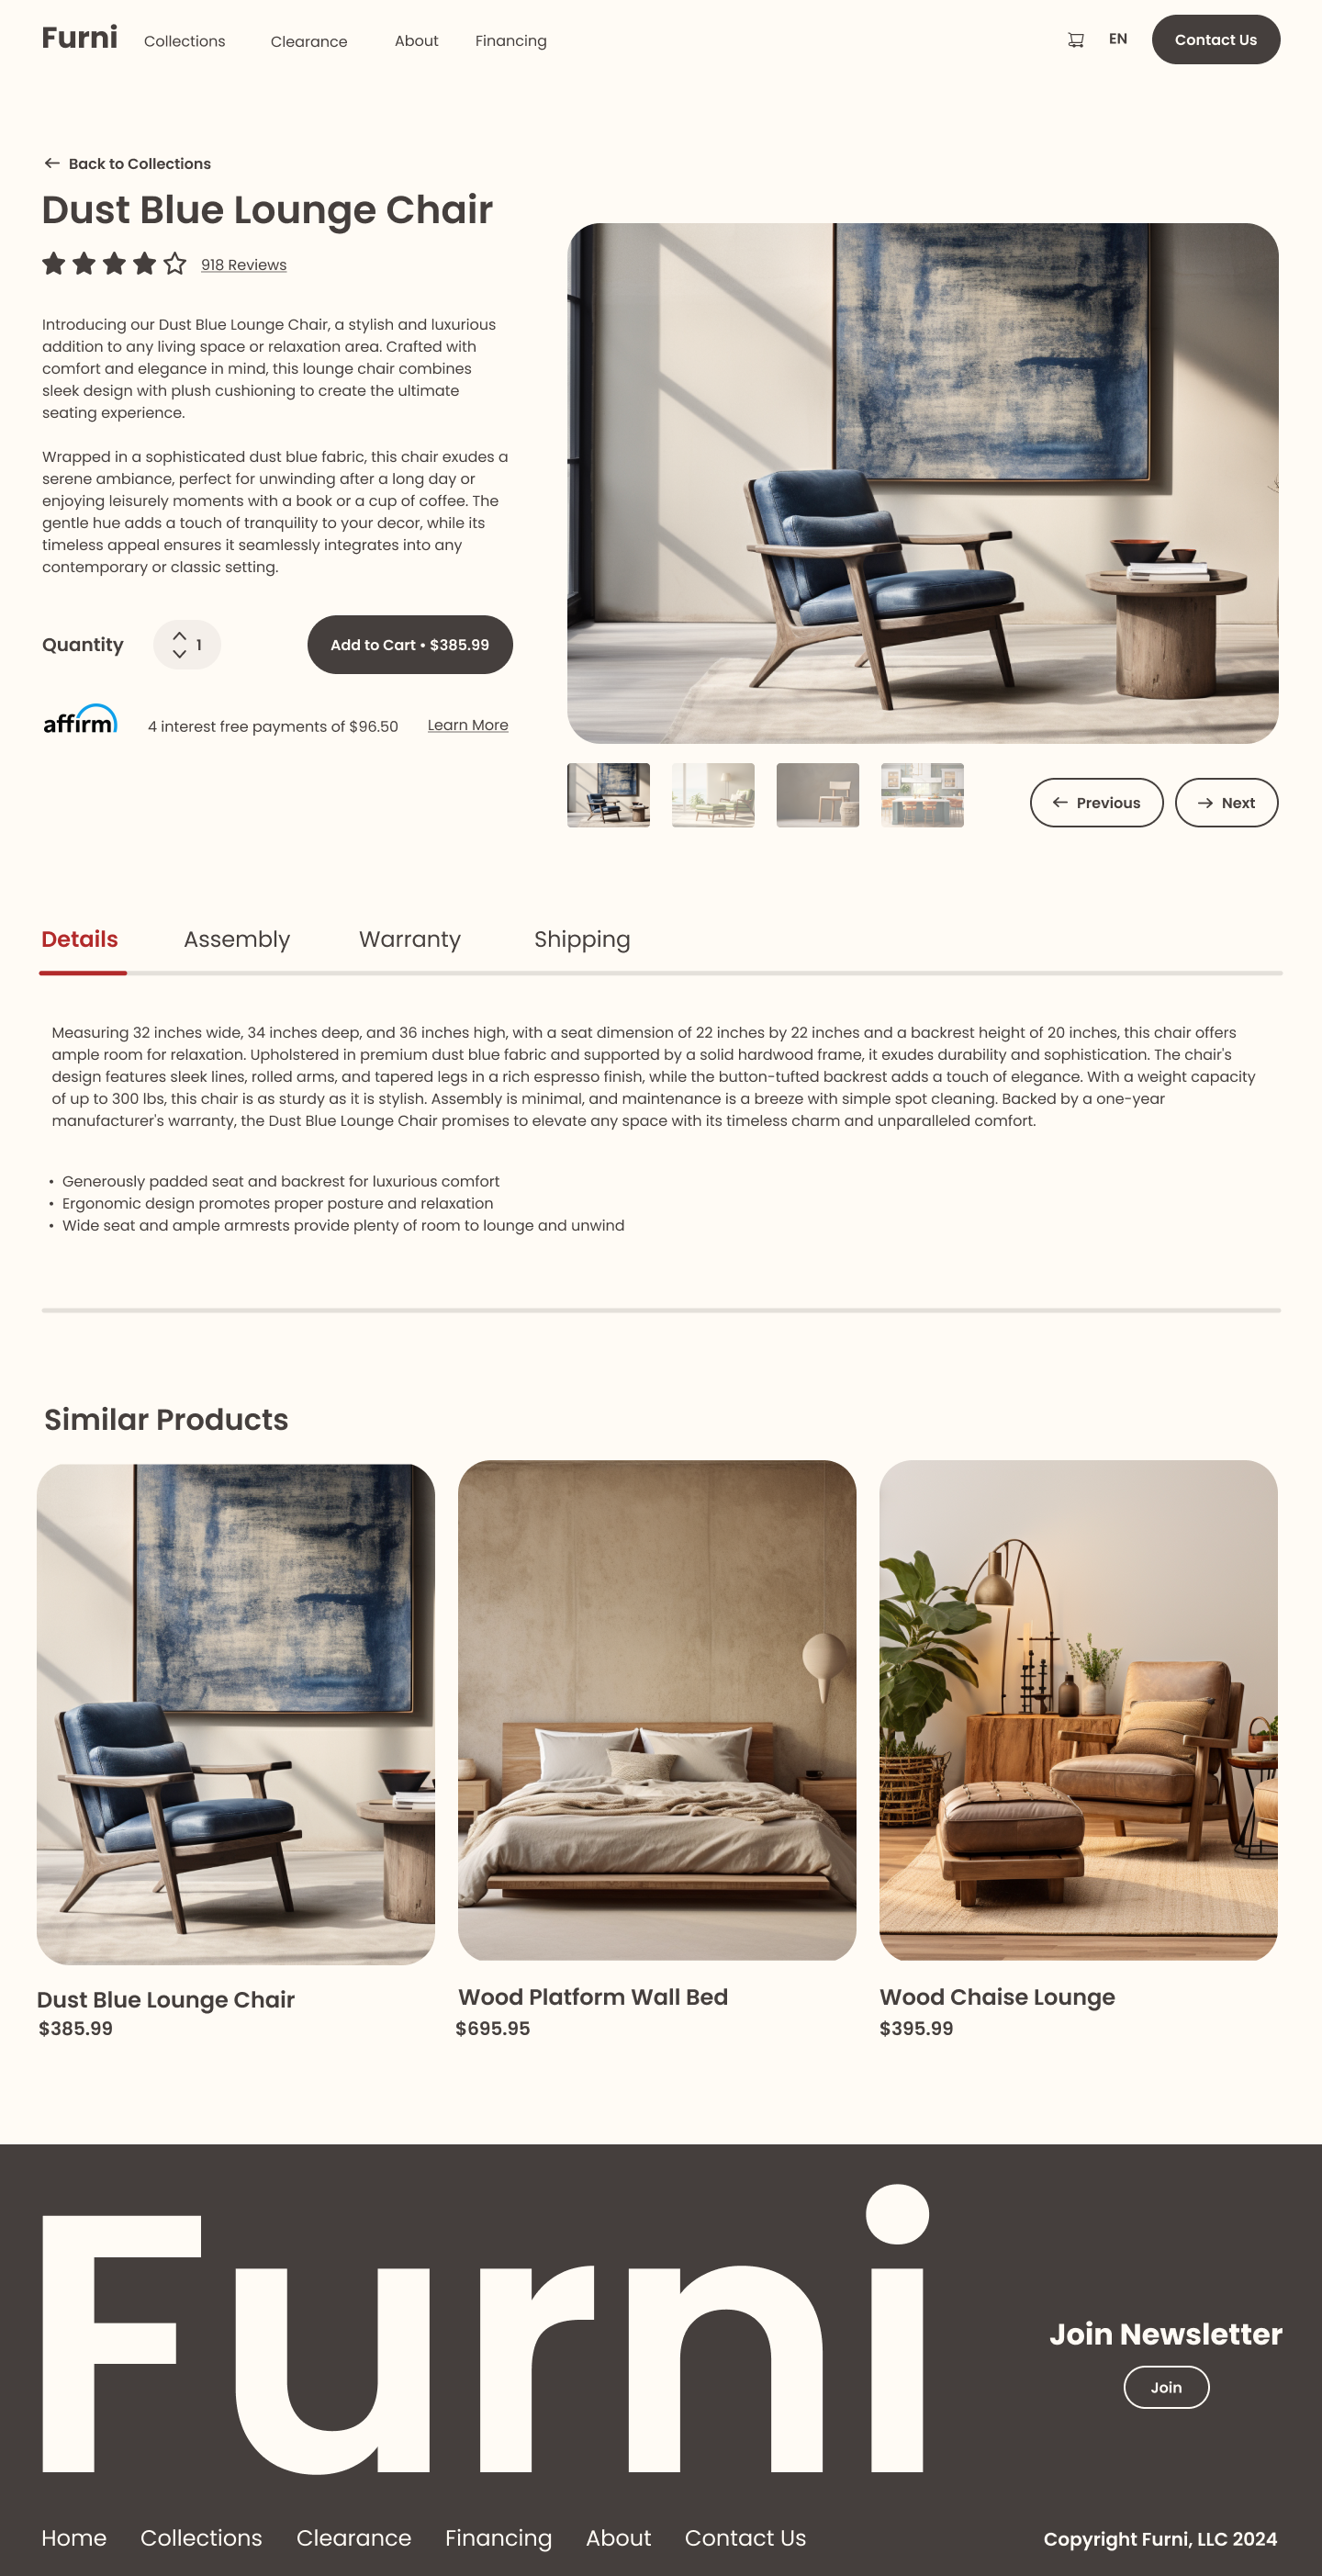 Furni
Collections
Clearance
About
Financing
EN
Contact Us
Back to Collections
Dust Blue Lounge Chair
918 Reviews
Introducing our Dust Blue Lounge Chair, a stylish and luxurious
addition to any living space or relaxation area. Crafted with
comfort and elegance in mind, this lounge chair combines
sleek design with plush cushioning to create the ultimate
seating experience.
Wrapped in a sophisticated dust blue fabric, this chair exudes a
serene ambiance, perfect for unwinding after a long day or
enjoying leisurely moments with a book or a cup of coffee. The
gentle hue adds a touch of tranquility to your decor, while its
timeless appeal ensures it seamlessly integrates into any
contemporary or classic setting.
Quantity
1
Add to Cart • $385.99
affirm
4 interest free payments of $96.50
Learn More
Previous
Next
Details
Assembly
Warranty
Shipping
Measuring 32 inches wide, 34 inches deep, and 36 inches high, with a seat dimension of 22 inches by 22 inches and a backrest height of 20 inches, this chair offers
ample room for relaxation. Upholstered in premium dust blue fabric and supported by a solid hardwood frame, it exudes durability and sophistication. The chair's
design features sleek lines, rolled arms, and tapered legs in a rich espresso finish, while the button-tufted backrest adds a touch of elegance. With a weight capacity
of up to 300 lbs, this chair is as sturdy as it is stylish. Assembly is minimal, and maintenance is a breeze with simple spot cleaning. Backed by a one-year
manufacturer's warranty, the Dust Blue Lounge Chair promises to elevate any space with its timeless charm and unparalleled comfort.
• Generously padded seat and backrest for luxurious comfort
• Ergonomic design promotes proper posture and relaxation
• Wide seat and ample armrests provide plenty of room to lounge and unwind
Similar Products
Dust Blue Lounge Chair
$385.99
Wood Platform Wall Bed
$695.95
Wood Chaise Lounge
$395.99
Furni
Join Newsletter
Join
Home
Collections
Clearance
Financing
About
Contact Us
Copyright Furni, LLC 2024